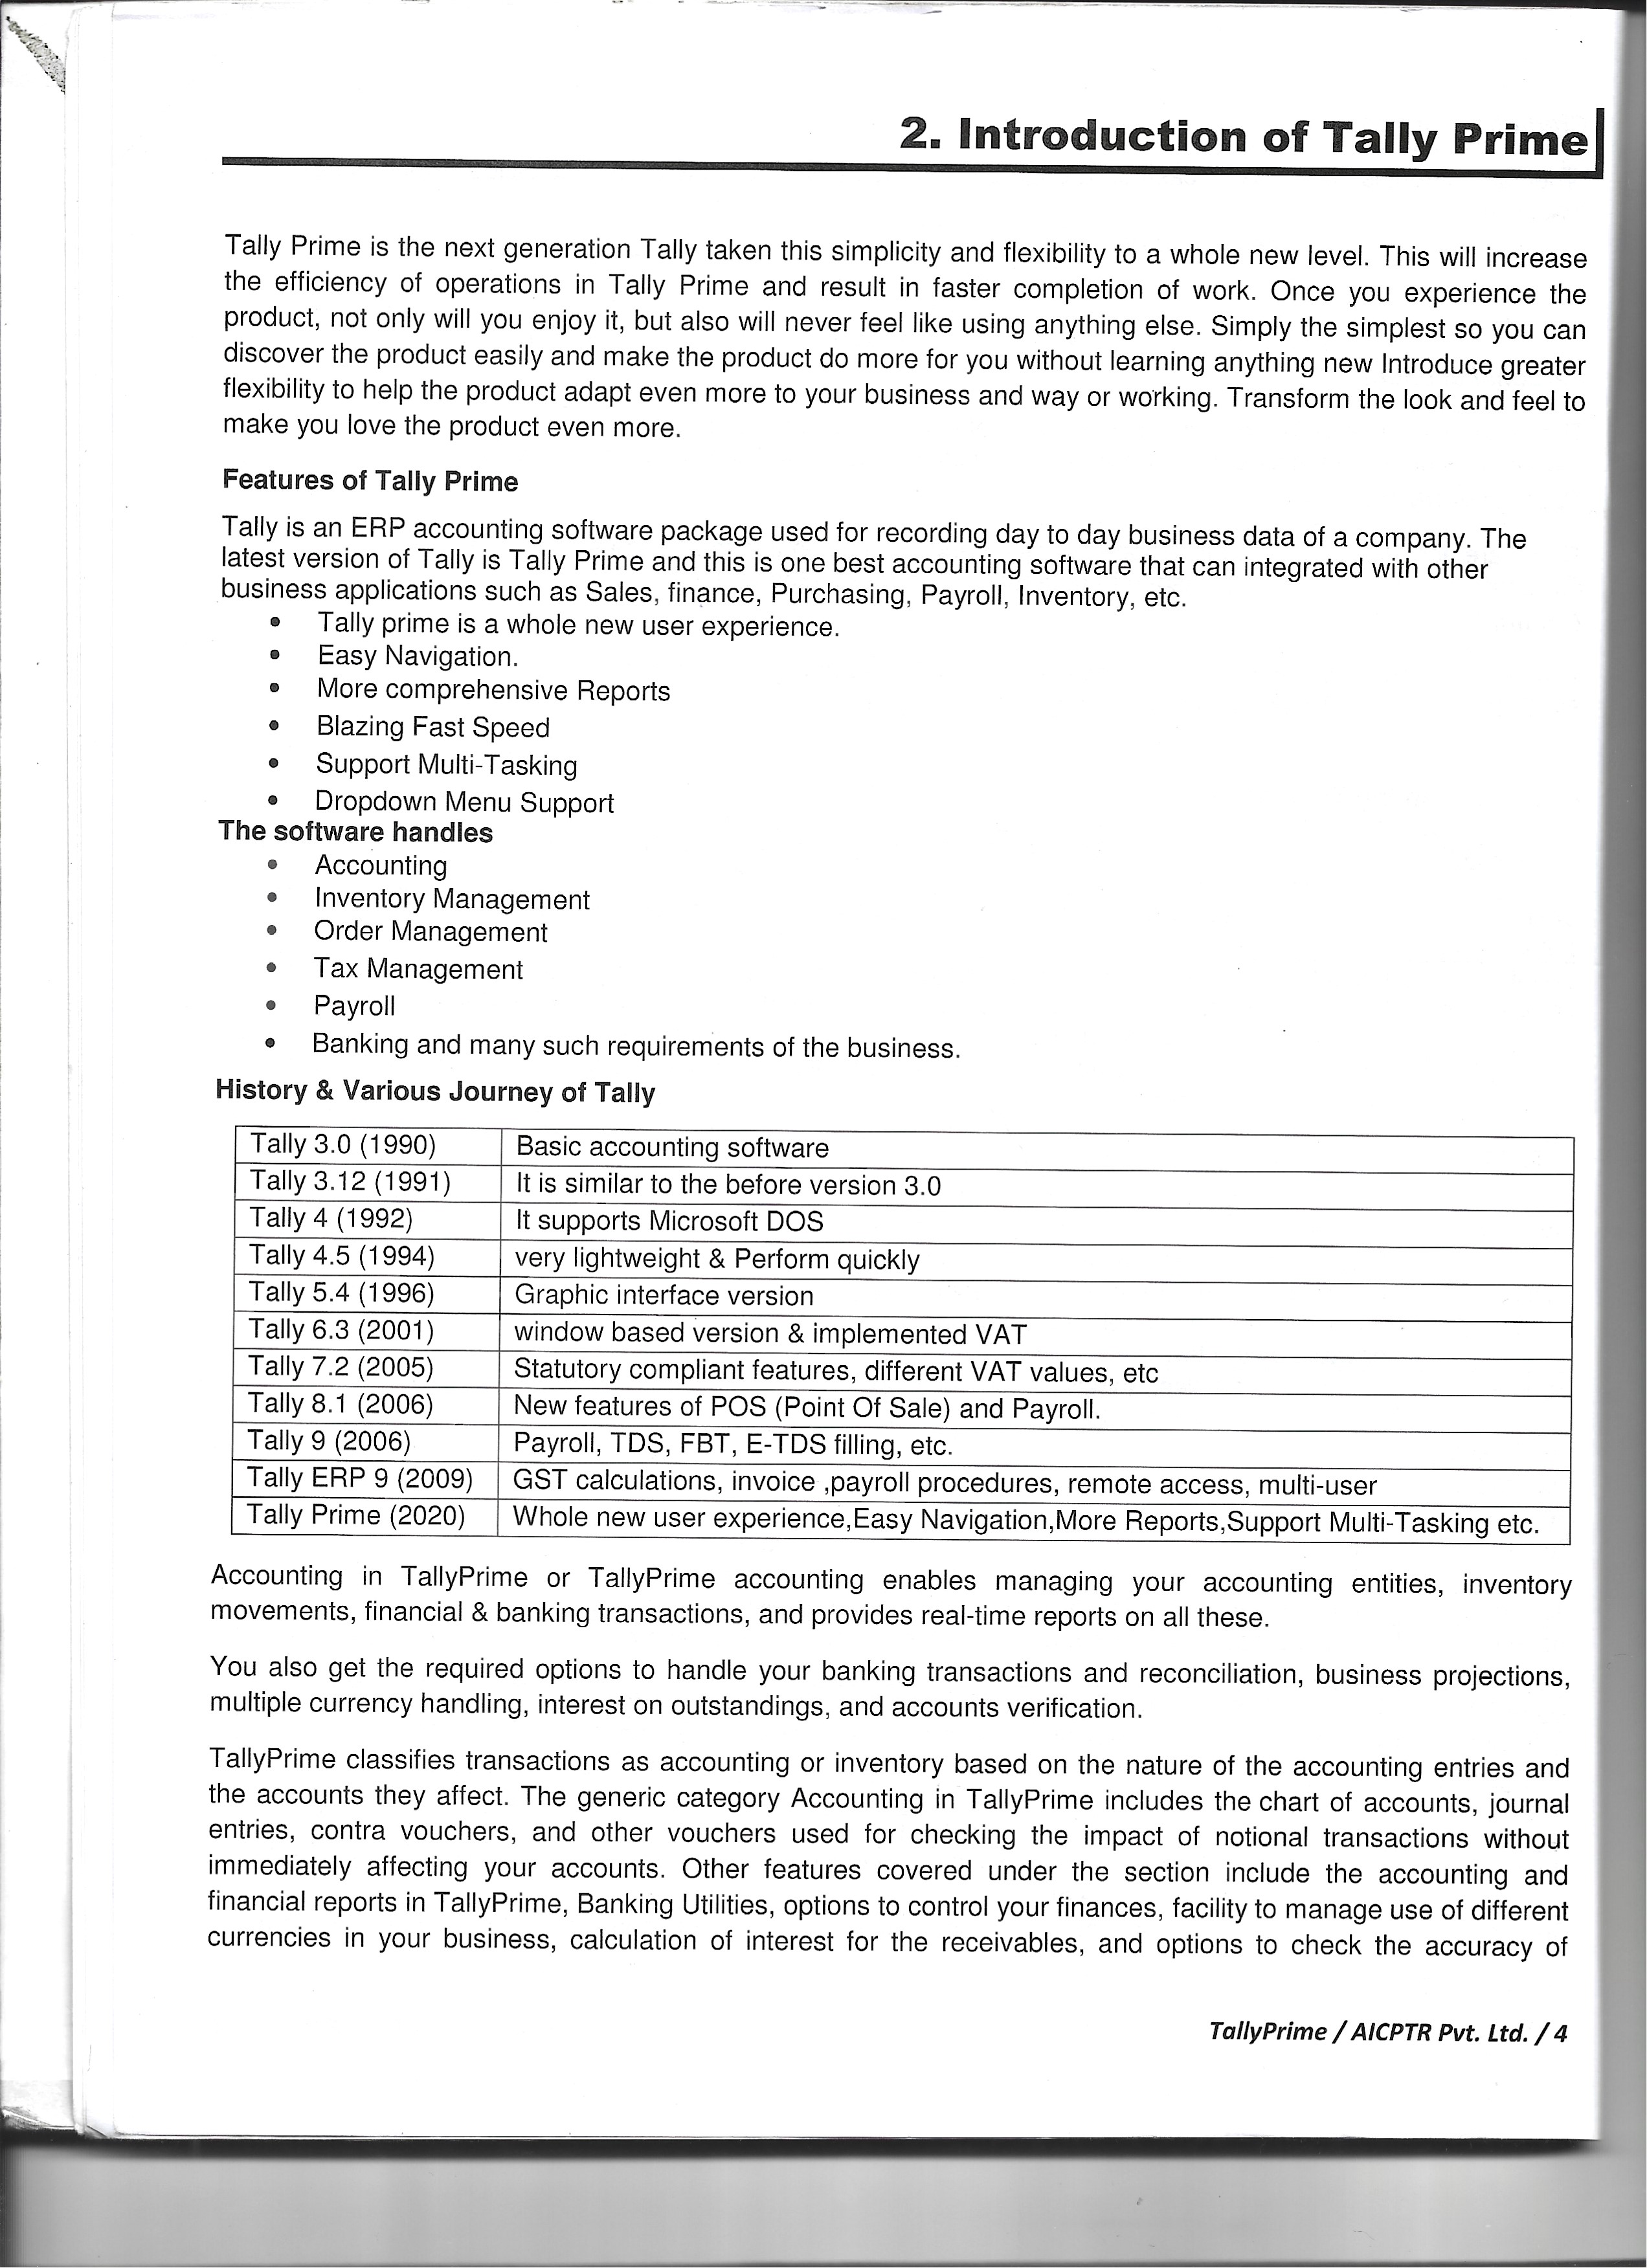 2. Introduction of Tally Prime
Tally Prime is the next generation Tally taken this simplicity and flexibility to a whole new level. This will increase
the efficiency of operations in Tally Prime and result in faster completion of work. Once you experience the
product, not only will you enjoy it, but also will never feel like using anything else. Simply the simplest so you can
discover the product easily and make the product do more for you without learning anything new Introduce greater
flexibility to help the product adapt even more to your business and way or working. Transform the look and feel to
make you love the product even more.
Features of Tally Prime
Tally is an ERP accounting software package used for recording day to day business data of a company. The
latest version of Tally is Tally Prime and this is one best accounting software that can integrated with other
business applications such as Sales, finance, Purchasing, Payroll, Inventory, etc.
• Tally prime is a whole new user experience.
• Easy Navigation.
• More comprehensive Reports
• Blazing Fast Speed
• Support Multi-Tasking
• Dropdown Menu Support
The software handles
• Accounting
• Inventory Management
• Order Management
• Tax Management
• Payroll
• Banking and many such requirements of the business.
History & Various Journey of Tally
Tally 3.0 (1990) Basic accounting software
Tally 3.12 (1991) It is similar to the before version 3.0
Tally 4 (1992) It supports Microsoft DOS
Tally 4.5 (1994) very lightweight & Perform quickly
Tally 5.4 (1996) Graphic interface version
Tally 6.3 (2001) window based version & implemented VAT
Tally 7.2 (2005) Statutory compliant features, different VAT values, etc
Tally 8.1 (2006) New features of POS (Point Of Sale) and Payroll.
Tally 9 (2006) Payroll, TDS, FBT, E-TDS filling, etc.
Tally ERP 9 (2009) GST calculations, invoice ,payroll procedures, remote access, multi-user
Tally Prime (2020) Whole new user experience,Easy Navigation,More Reports,Support Multi-Tasking etc.
Accounting in TallyPrime or TallyPrime accounting enables managing your accounting entities, inventory
movements, financial & banking transactions, and provides real-time reports on all these.
You also get the required options to handle your banking transactions and reconciliation, business projections,
multiple currency handling, interest on outstandings, and accounts verification.
TallyPrime classifies transactions as accounting or inventory based on the nature of the accounting entries and
the accounts they affect. The generic category Accounting in TallyPrime includes the chart of accounts, journal
entries, contra vouchers, and other vouchers used for checking the impact of notional transactions without
immediately affecting your accounts. Other features covered under the section include the accounting and
financial reports in TallyPrime, Banking Utilities, options to control your finances, facility to manage use of different
currencies in your business, calculation of interest for the receivables, and options to check the accuracy of
TallyPrime / AICPTR Pvt. Ltd. / 4